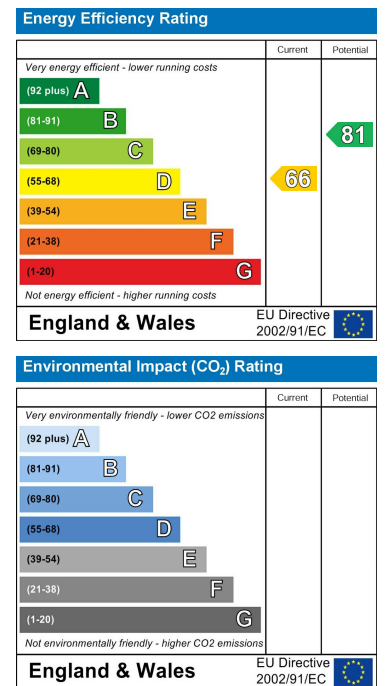 Energy Efficiency Rating
Current Potential
Very energy efficient - lower running costs
(92 plus) A
(81-91) B
81
(69-80) C
(55-68) D
66
(39-54) E
(21-38) F
(1-20) G
Not energy efficient - higher running costs
England & Wales
EU Directive
2002/91/EC
Environmental Impact (CO₂) Rating
Current Potential
Very environmentally friendly - lower CO2 emissions
(92 plus) A
(81-91) B
(69-80) C
(55-68) D
(39-54) E
(21-38) F
(1-20) G
Not environmentally friendly - higher CO2 emissions
England & Wales
EU Directive
2002/91/EC